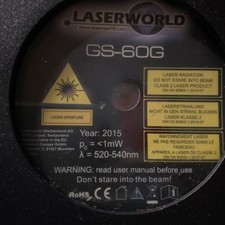 LASERWORLD
GS-60G
LASER RADIATION
DO NOT STARE INTO BEAM
CLASS 2 LASER PRODUCT
LASERSTRAHLUNG
NICHT IN DEN STRAHL BLICKEN
LASER KLASSE 2
LASER APERTURE
RAYONNEMENT LASER
NE PAS REGARDER DANS LE
FAISCEAU
APPAREIL A LASER DE CLASSE 2
Year: 2015
Po = <1mW
λ = 520-540nm
WARNING: read user manual before use.
Don't stare into the beam!
RoHS
CE